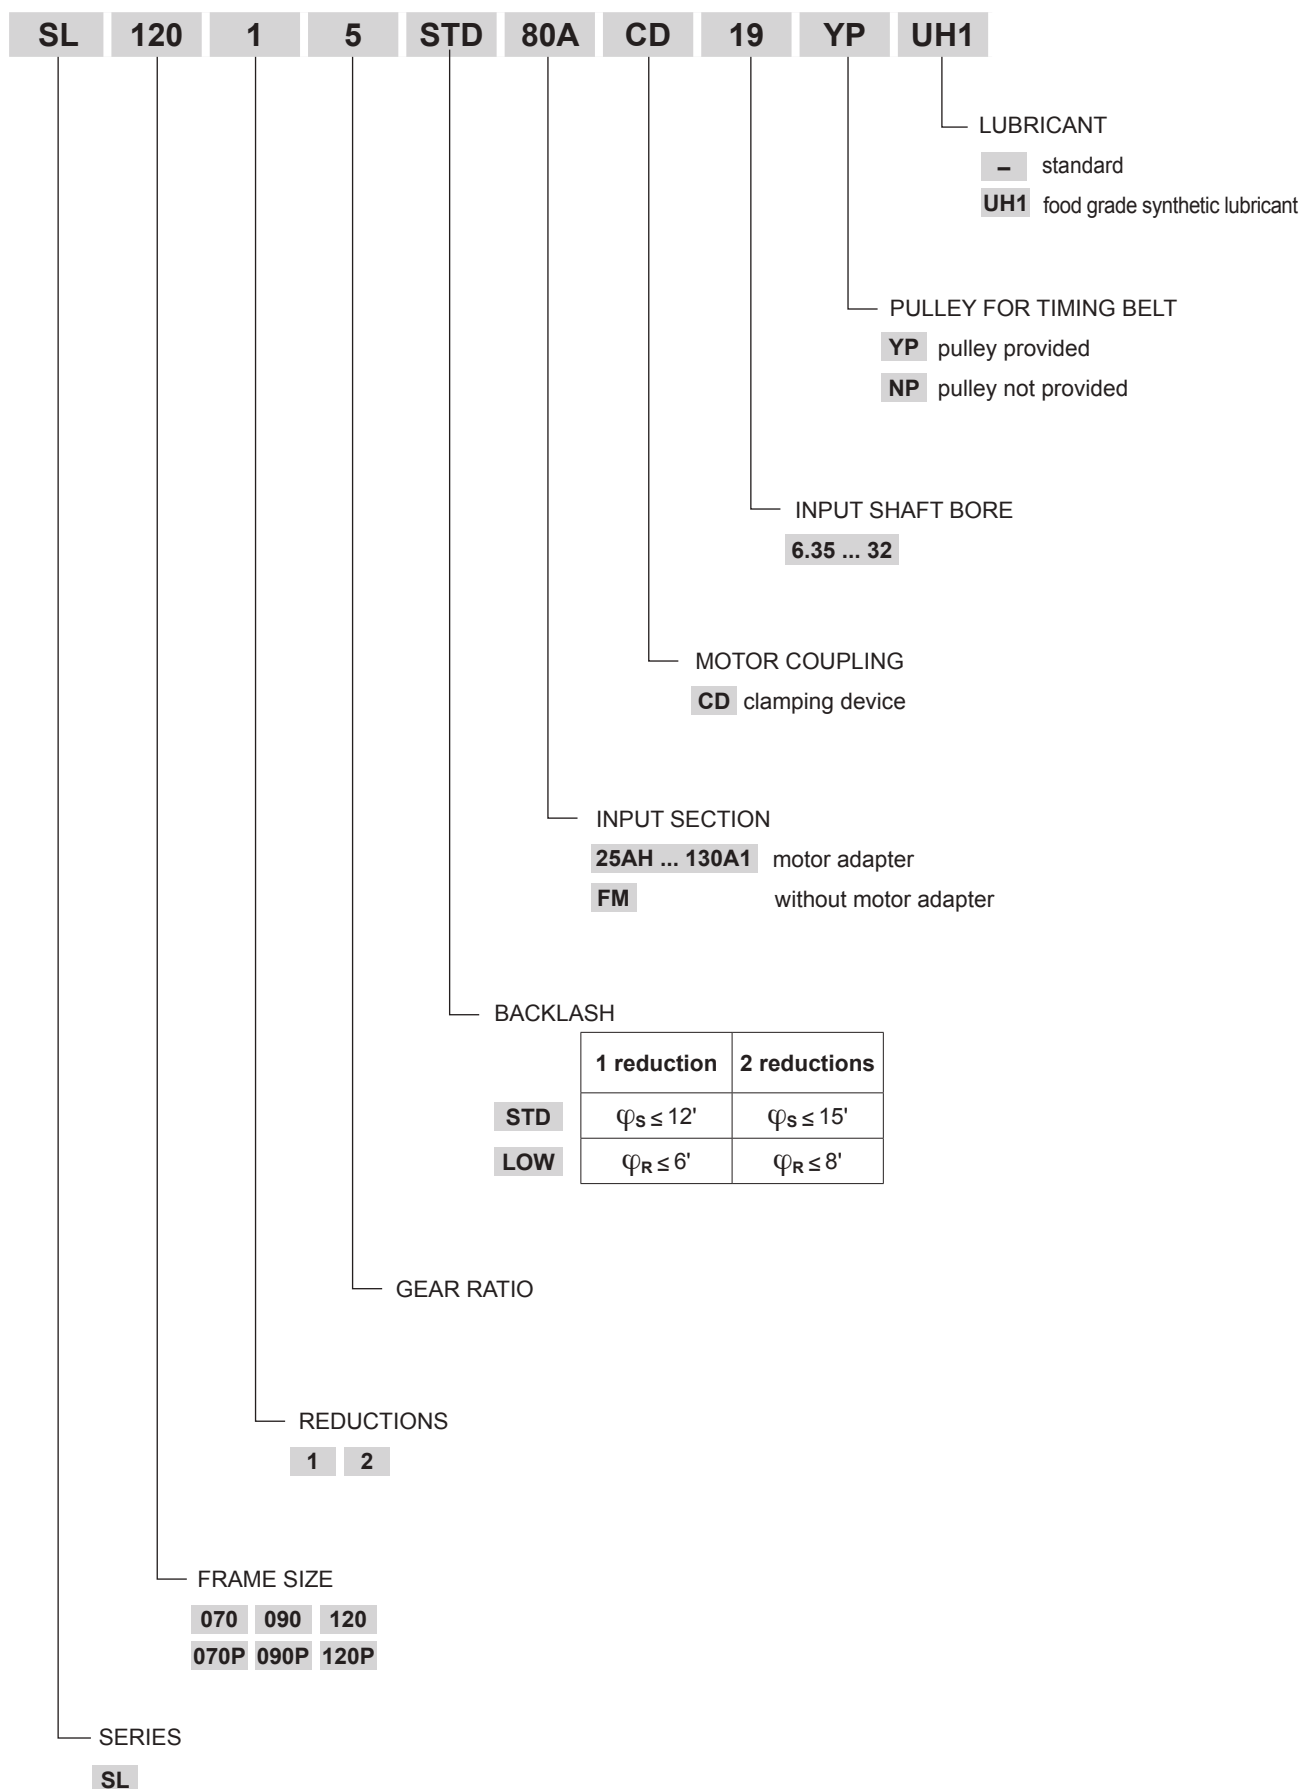 SL 120 1 5 STD 80A CD 19 YP UH1
LUBRICANT
– standard
UH1 food grade synthetic lubricant
PULLEY FOR TIMING BELT
YP pulley provided
NP pulley not provided
INPUT SHAFT BORE
6.35 ... 32
MOTOR COUPLING
CD clamping device
INPUT SECTION
25AH ... 130A1 motor adapter
FM without motor adapter
BACKLASH
1 reduction 2 reductions
STD φS ≤ 12' φS ≤ 15'
LOW φR ≤ 6' φR ≤ 8'
GEAR RATIO
REDUCTIONS
1 2
FRAME SIZE
070 090 120
070P 090P 120P
SERIES
SL